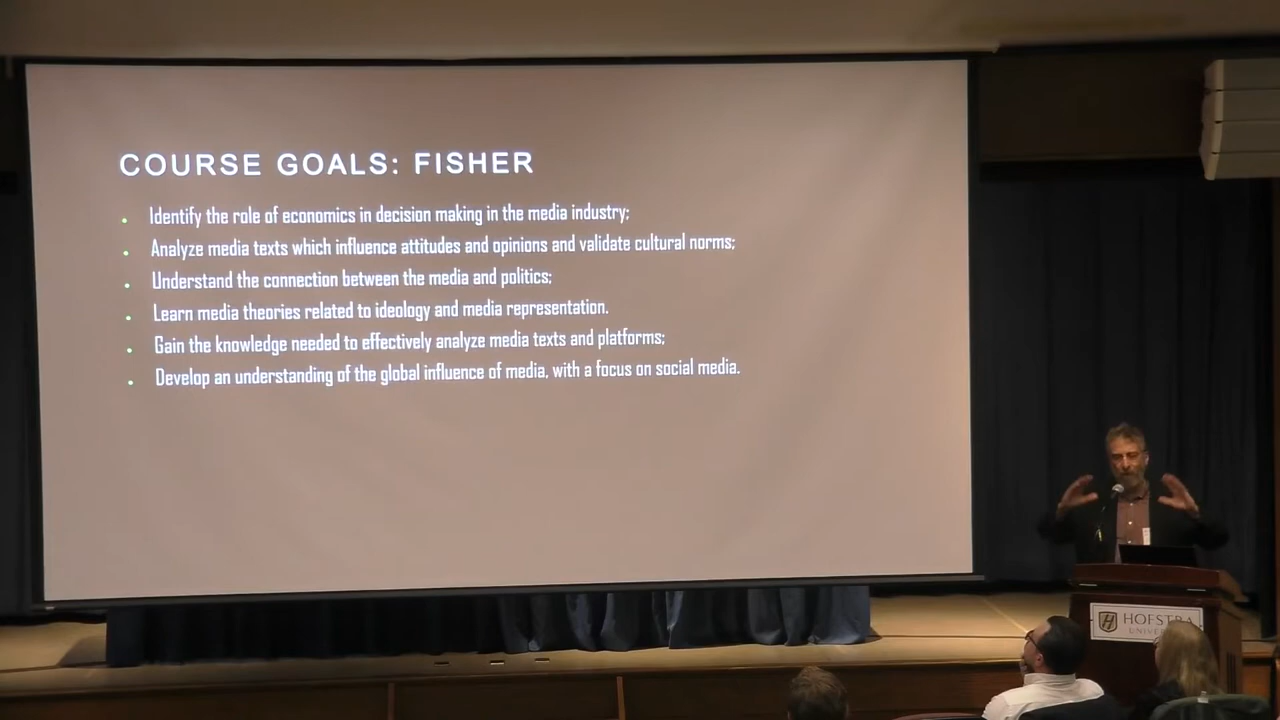 COURSE GOALS: FISHER
Identify the role of economics in decision making in the media industry;
Analyze media texts which influence attitudes and opinions and validate cultural norms;
Understand the connection between the media and politics;
Learn media theories related to ideology and media representation.
Gain the knowledge needed to effectively analyze media texts and platforms;
Develop an understanding of the global influence of media, with a focus on social media.
HOFSTRA